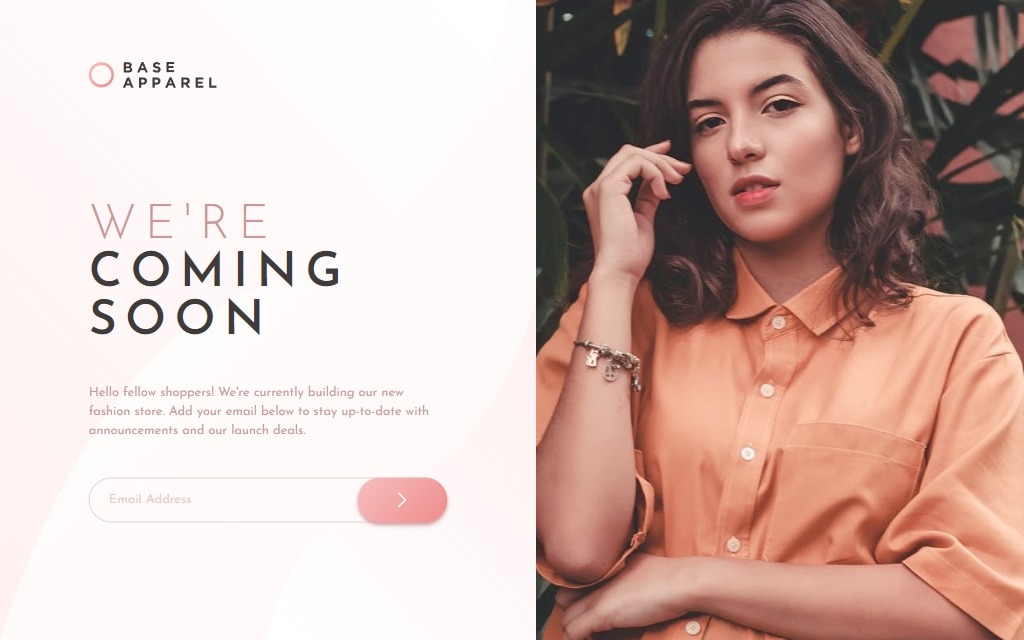 BASE
APPAREL
WE'RE
COMING
SOON
Hello fellow shoppers! We're currently building our new
fashion store. Add your email below to stay up-to-date with
announcements and our launch deals.
Email Address